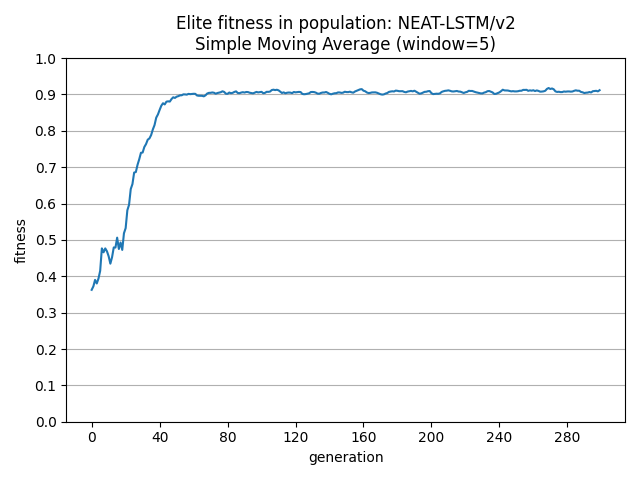 Elite fitness in population: NEAT-LSTM/v2
Simple Moving Average (window=5)
1.0
0.9
0.8
0.7
0.6
0.5
0.4
0.3
0.2
0.1
0.0
fitness
0 40 80 120 160 200 240 280
generation